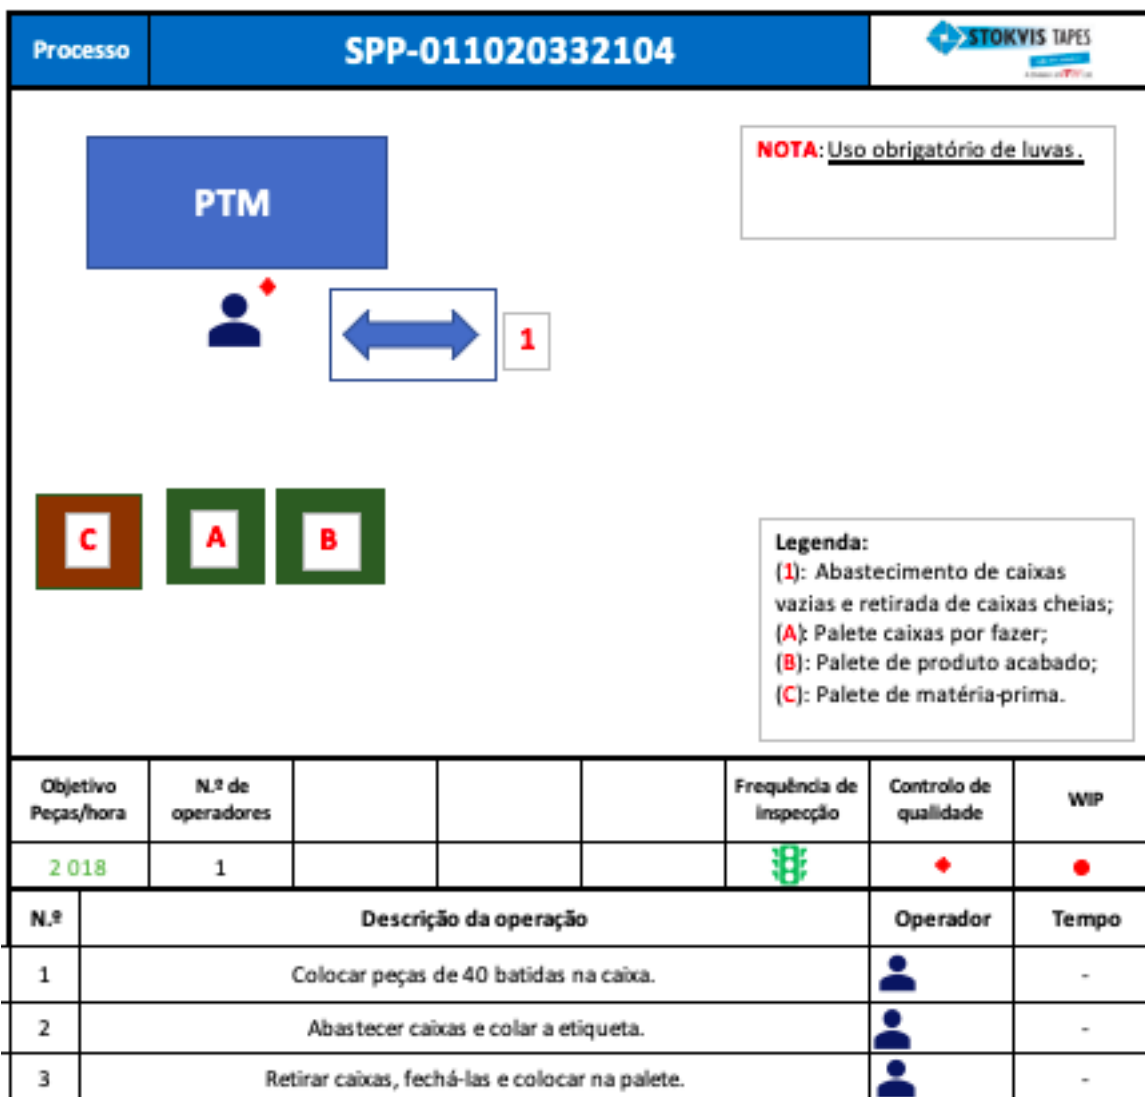 Processo
SPP-011020332104
STOKVIS TAPES
PTM
NOTA: Uso obrigatório de luvas.
1
C
A
B
Legenda:
(1): Abastecimento de caixas
vazias e retirada de caixas cheias;
(A): Palete caixas por fazer;
(B): Palete de produto acabado;
(C): Palete de matéria-prima.
Objetivo
Peças/hora
N.º de
operadores
Frequência de
inspecção
Controlo de
qualidade
WIP
2 018
1
N.º
Descrição da operação
Operador
Tempo
1
Colocar peças de 40 batidas na caixa.
-
2
Abastecer caixas e colar a etiqueta.
-
3
Retirar caixas, fechá-las e colocar na palete.
-